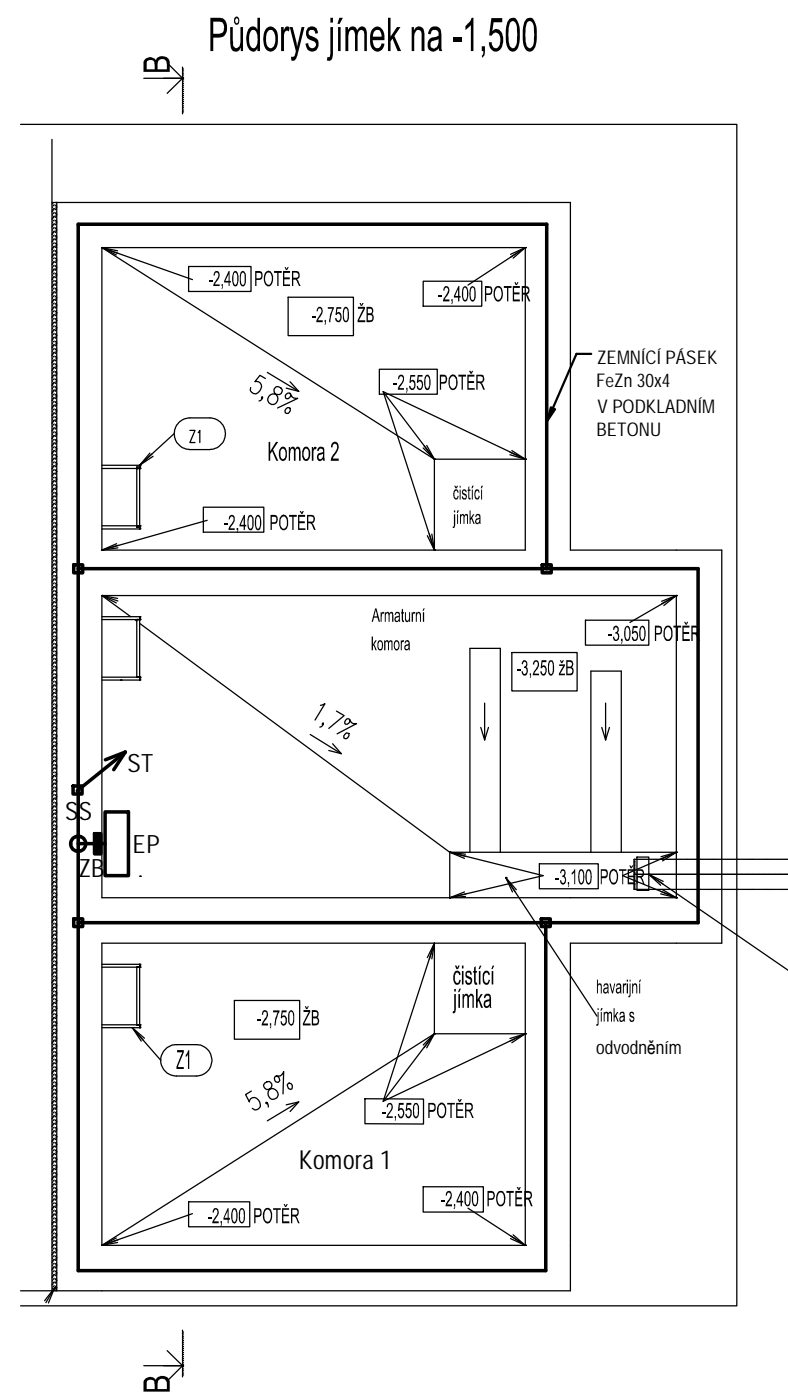 Půdorys jímek na -1,500
B
-2,400 POTĚR
-2,400 POTĚR
-2,750 ŽB
ZEMNÍCÍ PÁSEK
FeZn 30x4
V PODKLADNÍM
BETONU
-2,550 POTĚR
5,8%
Z1
Komora 2
čistící
jímka
-2,400 POTĚR
Armaturní
komora
-3,050 POTĚR
-3,250 žB
1,7%
ST
SS
EP
ZB
-3,100 POTĚR
čistící
jímka
havarijní
jímka s
odvodněním
-2,750 ŽB
Z1
5,8%
-2,550 POTĚR
Komora 1
-2,400 POTĚR
-2,400 POTĚR
B